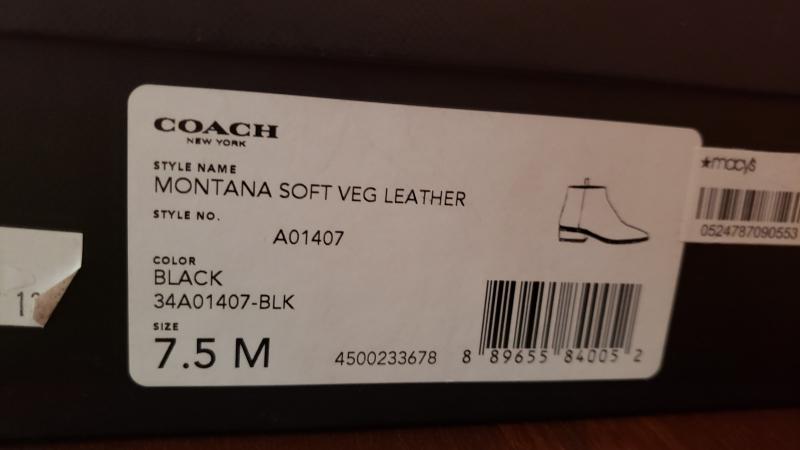 COACH
NEW YORK
STYLE NAME
MONTANA SOFT VEG LEATHER
STYLE NO.
A01407
COLOR
BLACK
34A01407-BLK
SIZE
7.5 M
4500233678
8 89655 84005 2
★macy's
0524787090553